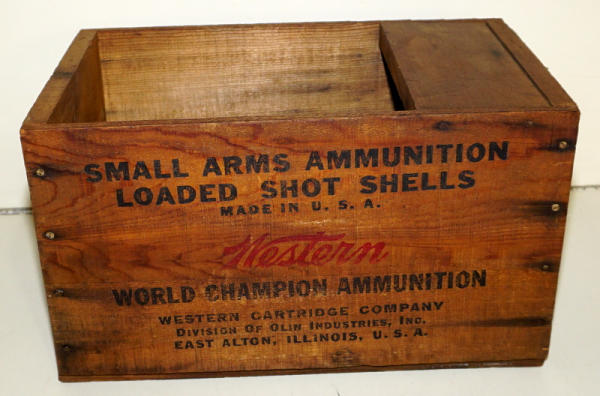 SMALL ARMS AMMUNITION
LOADED SHOT SHELLS
MADE IN U. S. A.
Western
WORLD CHAMPION AMMUNITION
WESTERN CARTRIDGE COMPANY
DIVISION OF OLIN INDUSTRIES, INC.
EAST ALTON, ILLINOIS, U. S. A.